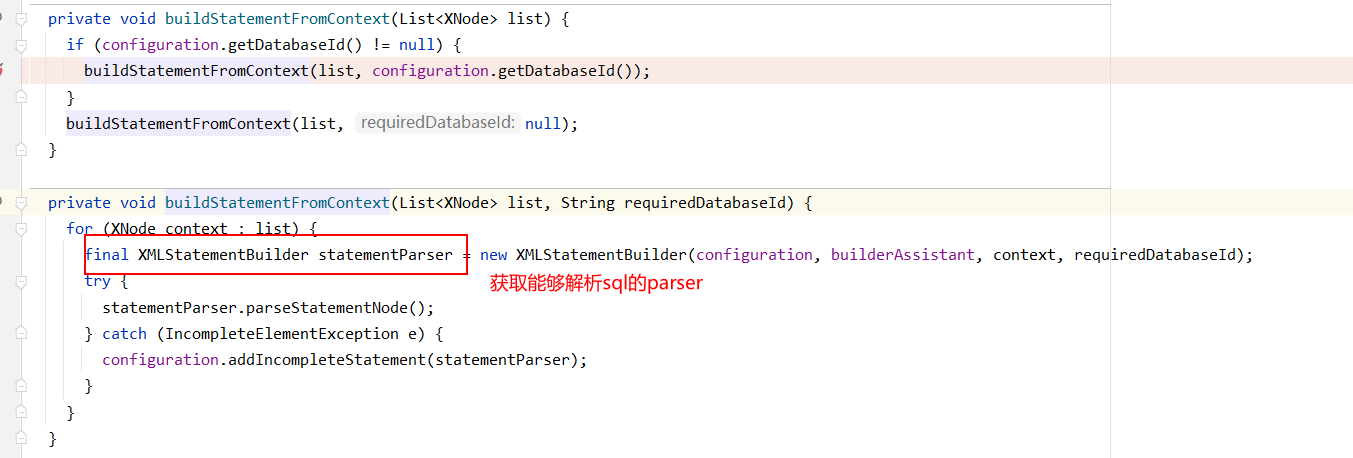 private void buildStatementFromContext(List<XNode> list) {
if (configuration.getDatabaseId() != null) {
buildStatementFromContext(list, configuration.getDatabaseId());
}
buildStatementFromContext(list, requiredDatabaseId: null);
}
private void buildStatementFromContext(List<XNode> list, String requiredDatabaseId) {
for (XNode context : list) {
final XMLStatementBuilder statementParser = new XMLStatementBuilder(configuration, builderAssistant, context, requiredDatabaseId);
try {
获取能够解析sql的parser
statementParser.parseStatementNode();
} catch (IncompleteElementException e) {
configuration.addIncompleteStatement(statementParser);
}
}
}